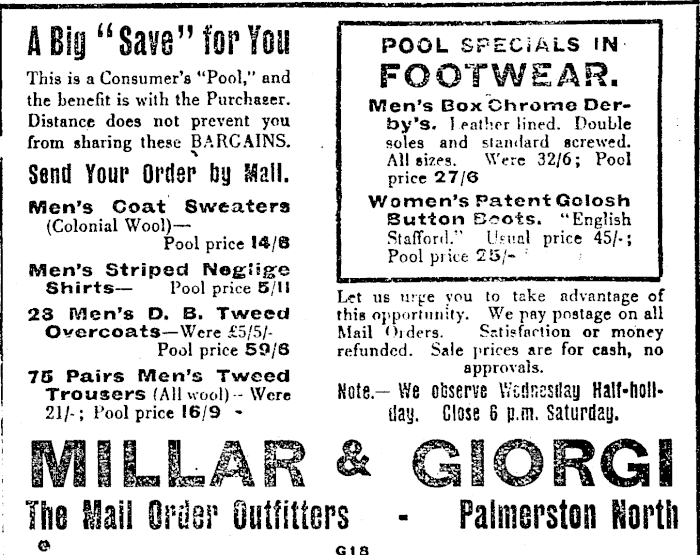 A Big "Save" for You
This is a Consumer's "Pool," and
the benefit is with the Purchaser.
Distance does not prevent you
from sharing these BARGAINS.
Send Your Order by Mail.
Men's Coat Sweaters
(Colonial Wool)—
Pool price 14/6
Men's Striped Neglige
Shirts— Pool price 5/11
23 Men's D. B. Tweed
Overcoats—Were £5/5/-
Pool price 59/6
75 Pairs Men's Tweed
Trousers (All wool)—Were
21/-; Pool price 16/9
POOL SPECIALS IN
FOOTWEAR.
Men's Box Chrome Der-
by's. Leather lined. Double
soles and standard screwed.
All sizes. Were 32/6; Pool
price 27/6
Women's Patent Golosh
Button Boots. "English
Stafford." Usual price 45/-;
Pool price 25/-
Let us urge you to take advantage of
this opportunity. We pay postage on all
Mail Orders. Satisfaction or money
refunded. Sale prices are for cash, no
approvals.
Note.— We observe Wednesday Half-holi-
day. Close 6 p.m. Saturday.
MILLAR & GIORGI
The Mail Order Outfitters - Palmerston North
G18